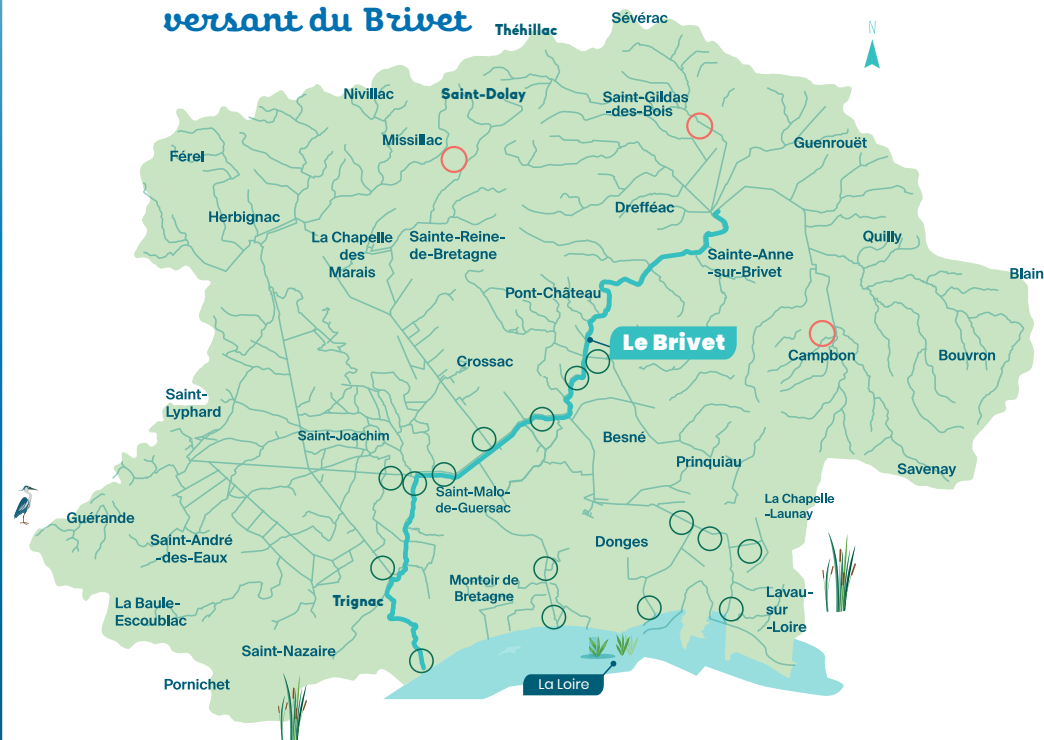 versant du Brivet
Théhillac
Sévérac
N
Nivillac
Saint-Dolay
Saint-Gildas
-des-Bois
Missillac
Guenrouët
Férel
Herbignac
Drefféac
La Chapelle
des
Marais
Sainte-Reine-
de-Bretagne
Quilly
Sainte-Anne
-sur-Brivet
Blain
Pont-Château
Le Brivet
Crossac
Campbon
Bouvron
Saint-
Lyphard
Saint-Joachim
Besné
Prinquiau
Savenay
Saint-Malo-
de-Guersac
La Chapelle
-Launay
Guérande
Saint-André
-des-Eaux
Donges
Montoir de
Bretagne
Lavau-
sur
-Loire
La Baule-
Escoublac
Trignac
Saint-Nazaire
Pornichet
La Loire